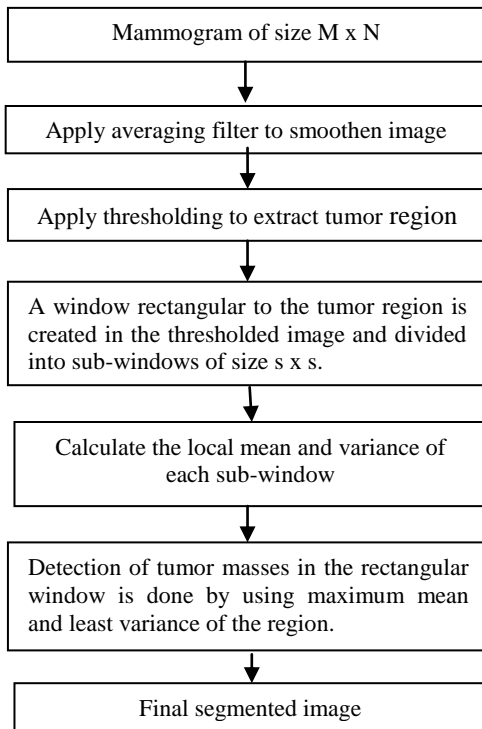 Mammogram of size M x N
Apply averaging filter to smoothen image
Apply thresholding to extract tumor region
A window rectangular to the tumor region is
created in the thresholded image and divided
into sub-windows of size s x s.
Calculate the local mean and variance of
each sub-window
Detection of tumor masses in the rectangular
window is done by using maximum mean
and least variance of the region.
Final segmented image